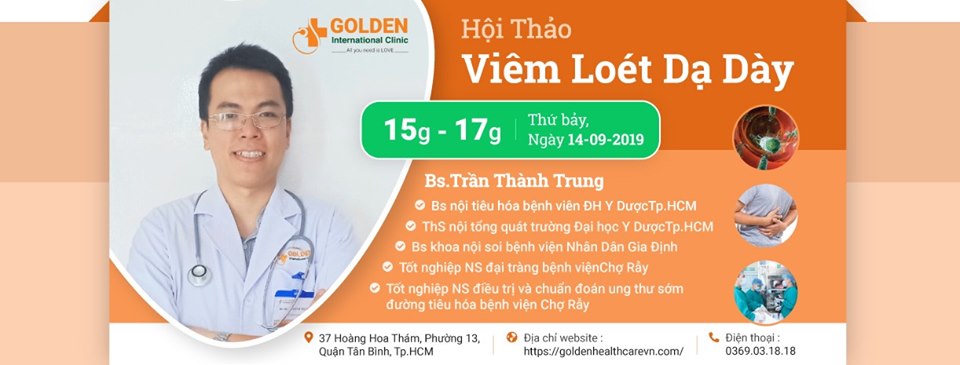 GOLDEN
International Clinic
All you need is LOVE
Hội Thảo
Viêm Loét Dạ Dày
15g - 17g
Thứ bảy,
Ngày 14-09-2019
Bs.Trần Thành Trung
Bs nội tiêu hóa bệnh viên ĐH Y DượcTp.HCM
ThS nội tổng quát trường Đại học Y DượcTp.HCM
Bs khoa nội soi bệnh viện Nhân Dân Gia Định
Tốt nghiệp NS đại tràng bệnh việnChợ Rẫy
Tốt nghiệp NS điều trị và chuẩn đoán ung thư sớm
đường tiêu hóa bệnh viện Chợ Rẫy
GOLDEN
37 Hoàng Hoa Thám, Phường 13,
Quận Tân Bình, Tp.HCM
Địa chỉ website :
https://goldenhealthcarevn.com/
Điện thoại :
0369.03.18.18